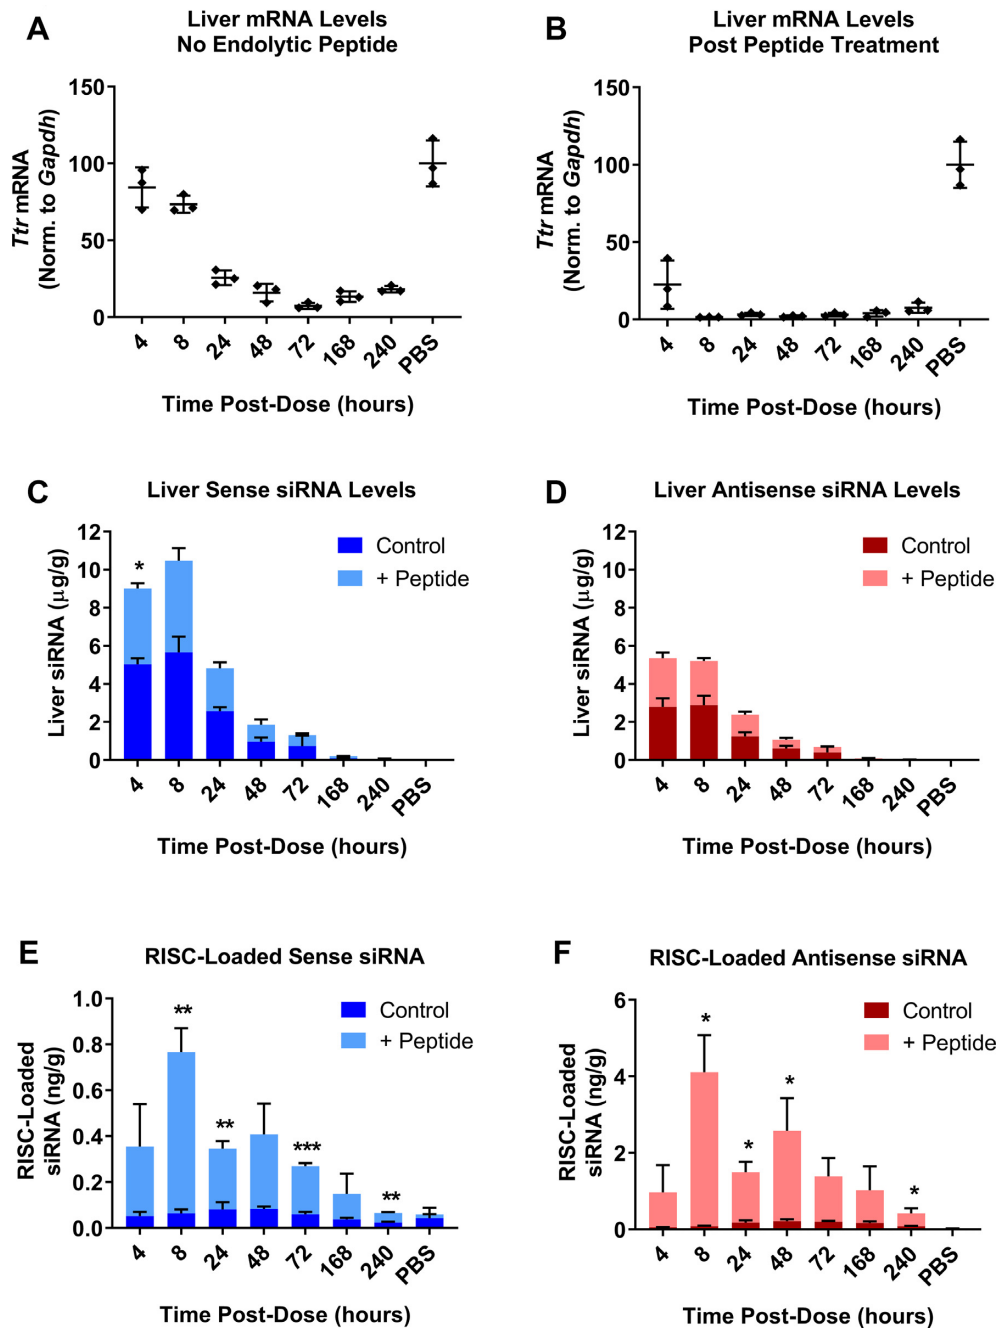 A
Liver mRNA Levels
No Endolytic Peptide
Ttr mRNA
(Norm. to Gapdh)
150
100
50
0
4 8 24 48 72 168 240 PBS
Time Post-Dose (hours)
B
Liver mRNA Levels
Post Peptide Treatment
Ttr mRNA
(Norm. to Gapdh)
150
100
50
0
4 8 24 48 72 168 240 PBS
Time Post-Dose (hours)
C
Liver Sense siRNA Levels
Liver siRNA (μg/g)
12
10
8
6
4
2
0
*
Control
+ Peptide
4 8 24 48 72 168 240 PBS
Time Post-Dose (hours)
D
Liver Antisense siRNA Levels
Liver siRNA (μg/g)
12
10
8
6
4
2
0
Control
+ Peptide
4 8 24 48 72 168 240 PBS
Time Post-Dose (hours)
E
RISC-Loaded Sense siRNA
RISC-Loaded
siRNA (ng/g)
1.0
0.8
0.6
0.4
0.2
0.0
** ** *** **
Control
+ Peptide
4 8 24 48 72 168 240 PBS
Time Post-Dose (hours)
F
RISC-Loaded Antisense siRNA
RISC-Loaded
siRNA (ng/g)
6
4
2
0
* * * *
Control
+ Peptide
4 8 24 48 72 168 240 PBS
Time Post-Dose (hours)